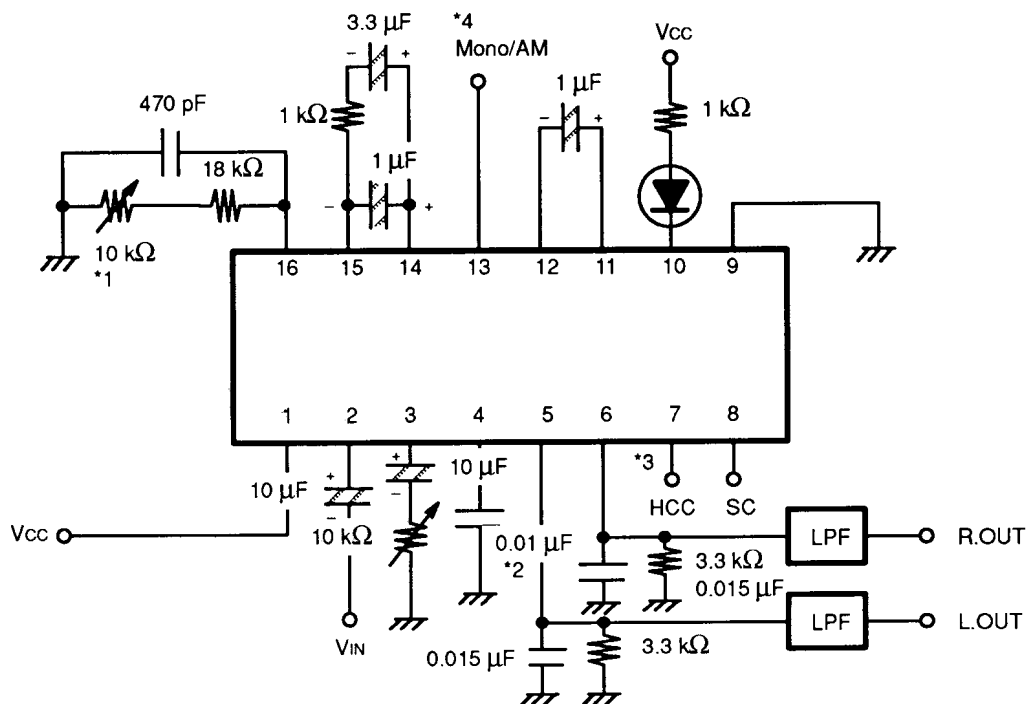 3.3 µF
*4
Mono/AM
Vcc
470 pF
1 kΩ
1 µF
1 kΩ
18 kΩ
1 µF
10 kΩ
*1
16 15 14 13 12 11 10 9
1 2 3 4 5 6 7 8
10 µF
10 µF
*3
HCC
SC
Vcc
10 kΩ
0.01 µF
*2
3.3 kΩ
0.015 µF
LPF
R.OUT
VIN
0.015 µF
3.3 kΩ
LPF
L.OUT